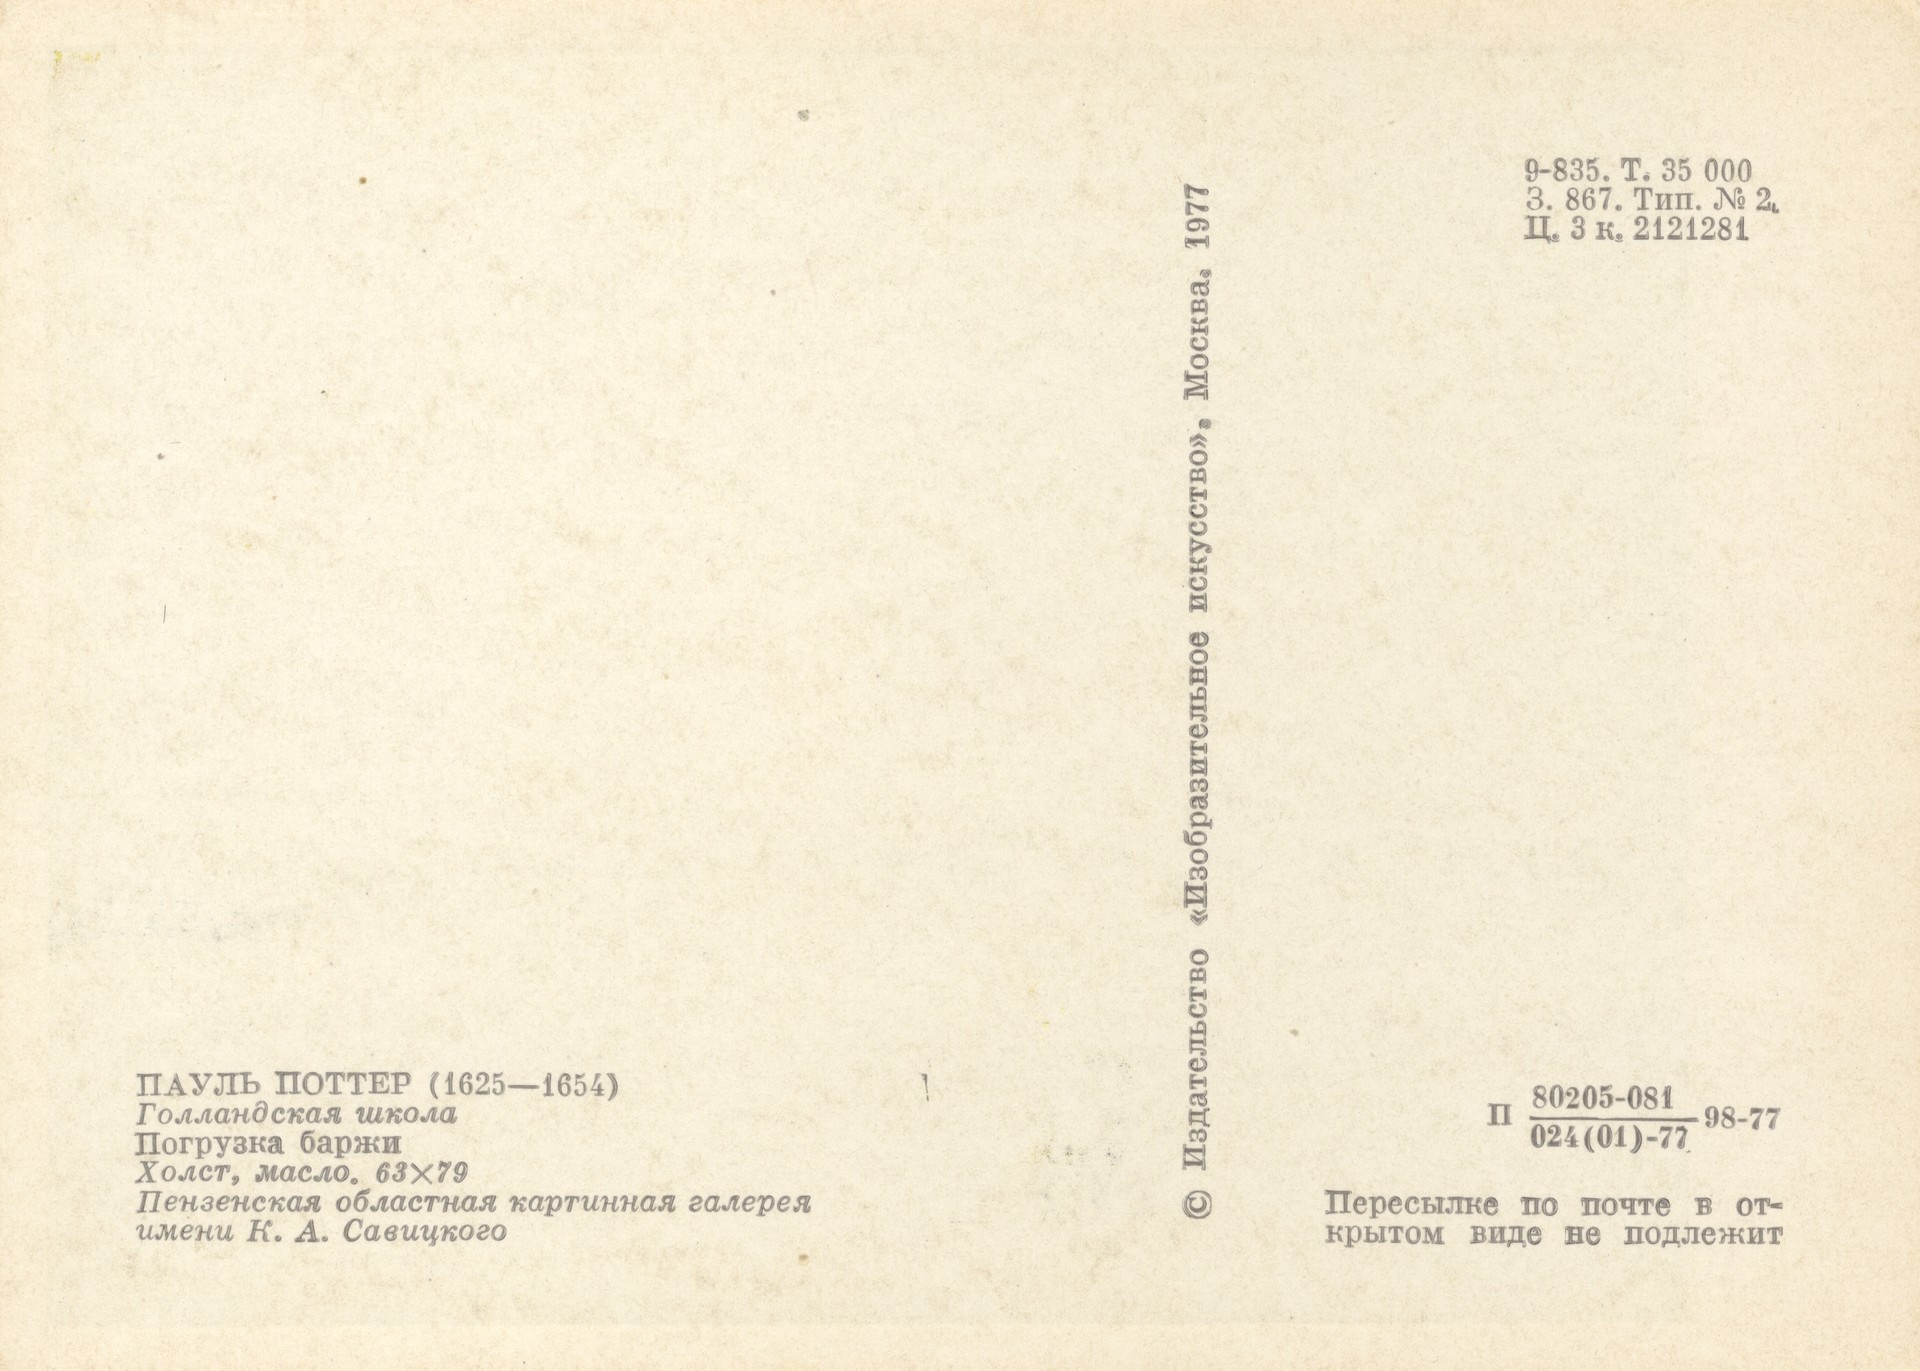 ПАУЛЬ ПОТТЕР (1625—1654)
Голландская школа
Погрузка баржи
Холст, масло. 63×79
Пензенская областная картинная галерея
имени К. А. Савицкого
© Издательство «Изобразительное искусство», Москва. 1977
9-835. Т. 35 000
З. 867. Тип. № 2.
Ц. 3 к. 2121281
П 80205-081
024(01)-77 98-77
Пересылке по почте в от-
крытом виде не подлежит